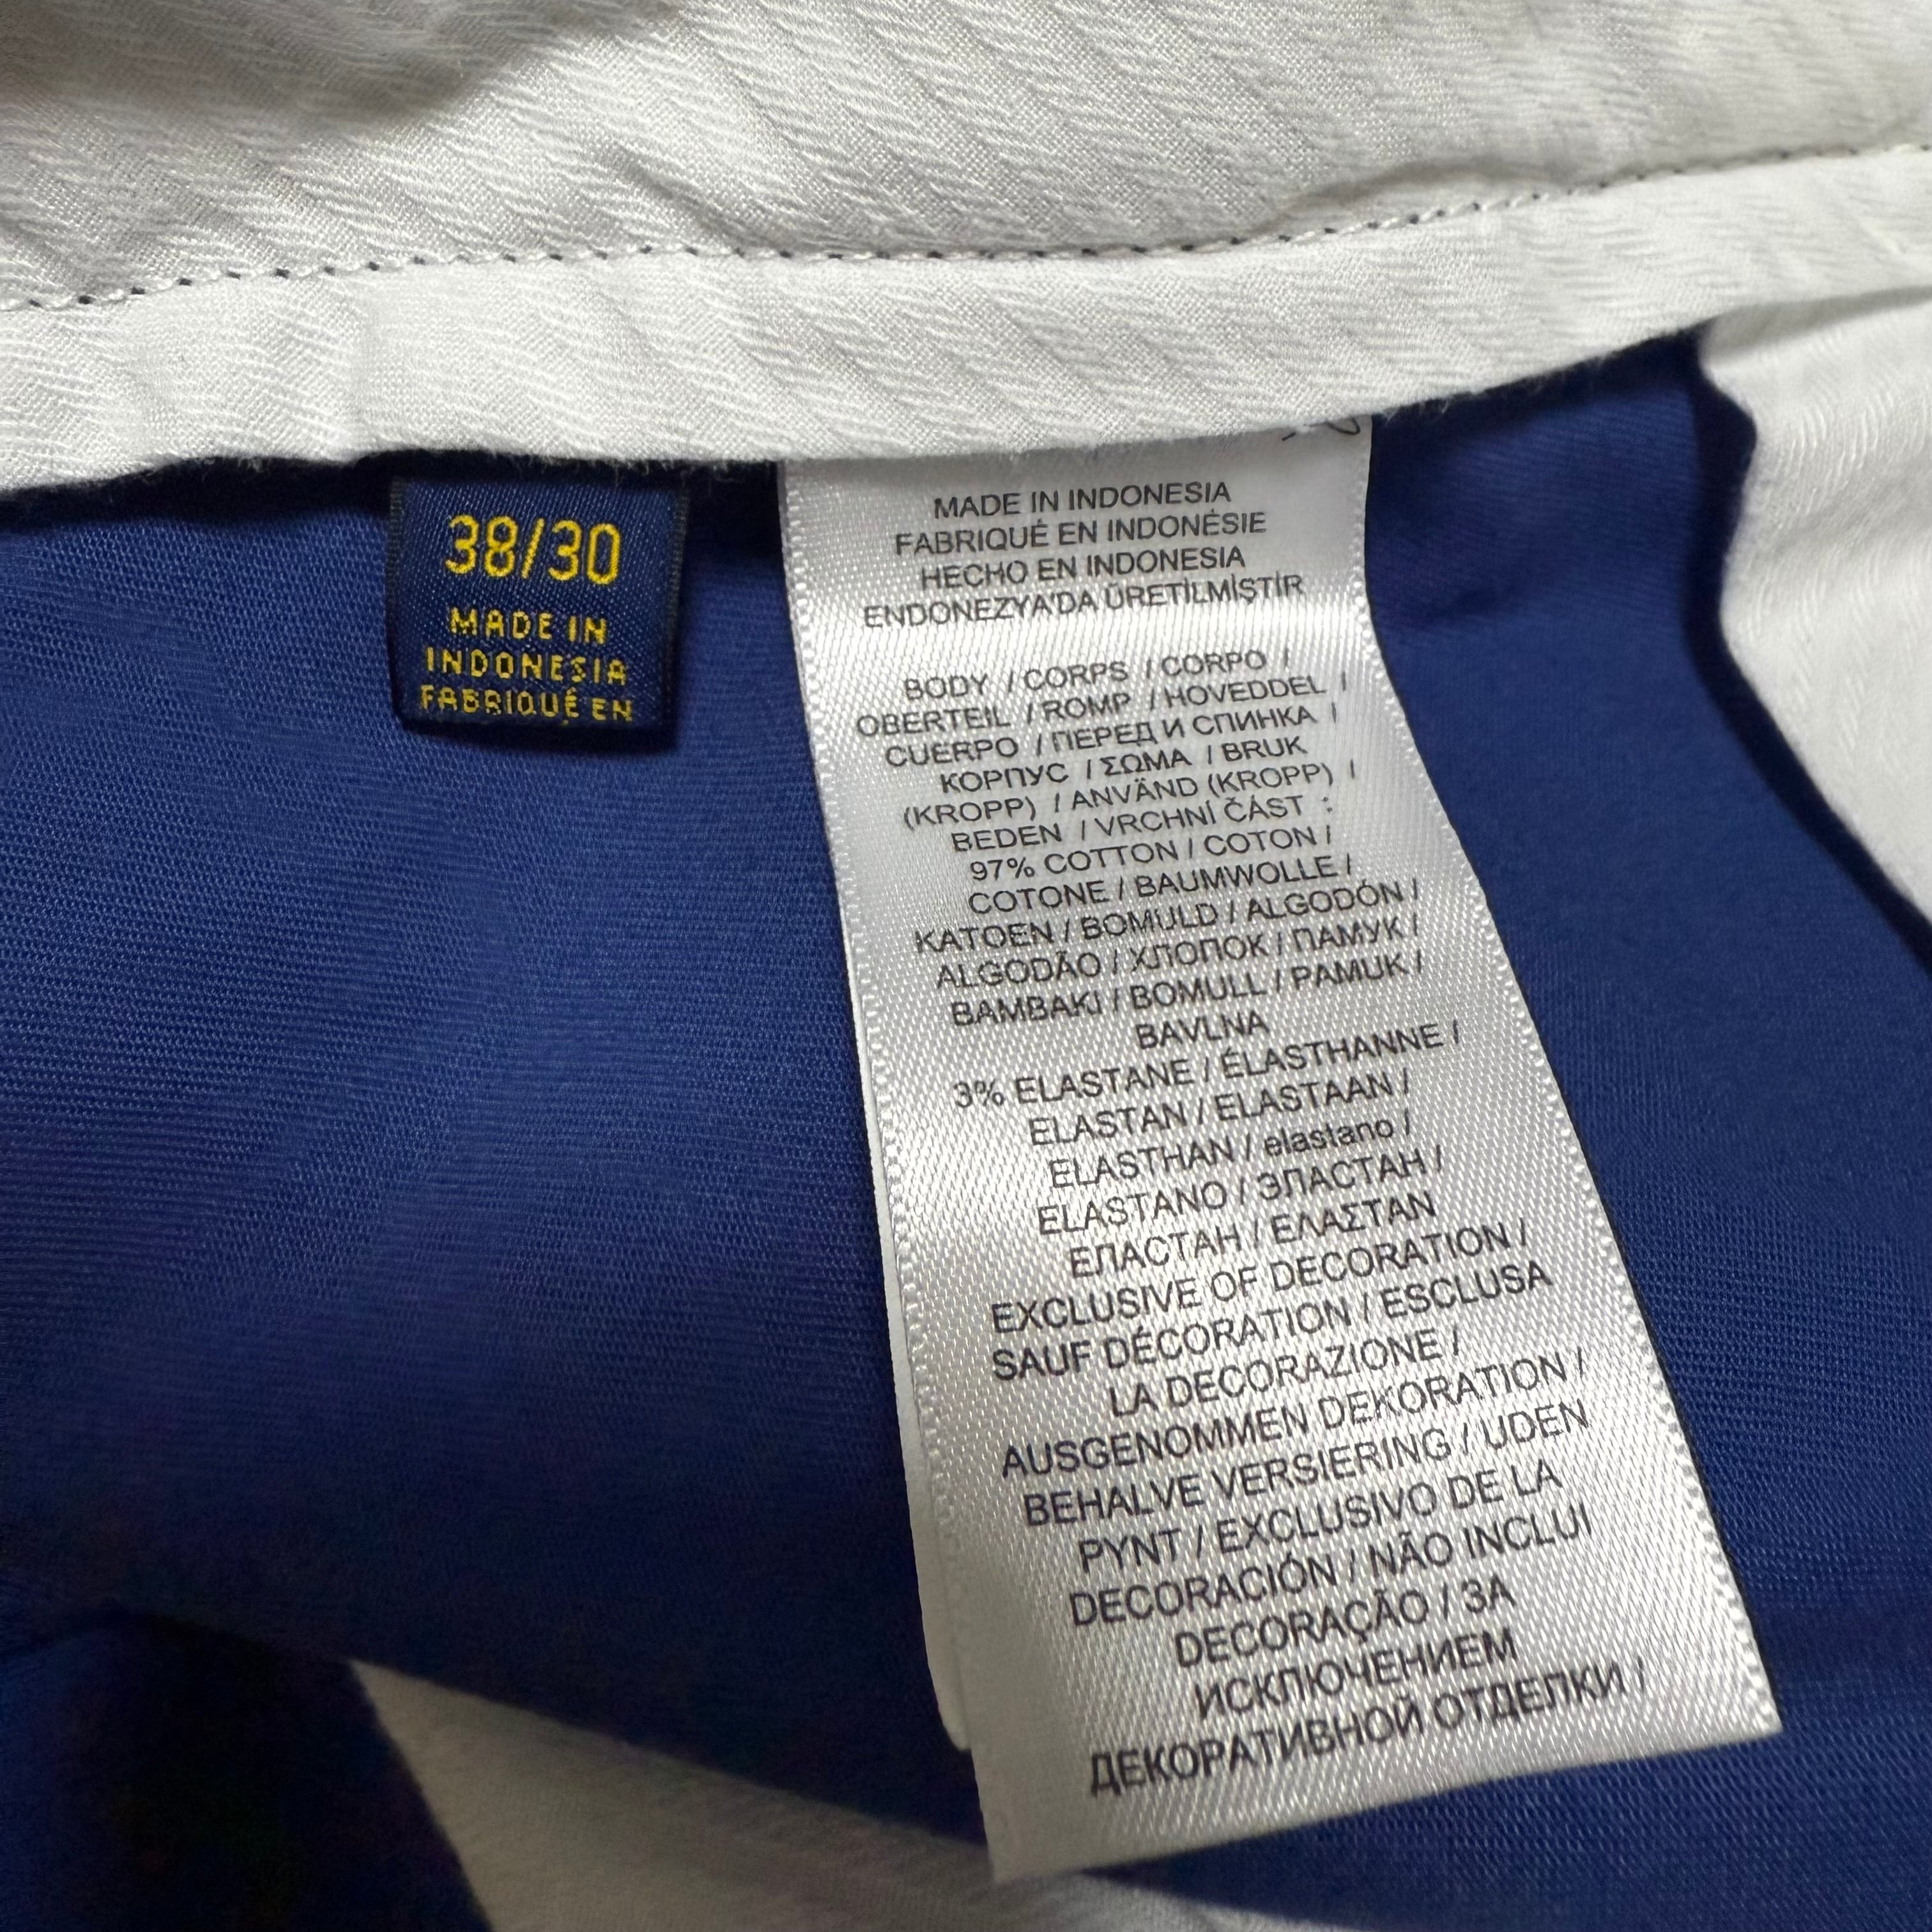 38/30
MADE IN
INDONESIA
FABRIQUÉ EN
MADE IN INDONESIA
FABRIQUÉ EN INDONÉSIE
HECHO EN INDONESIA
ENDONEZYA'DA ÜRETİLMİŞTİR
BODY / CORPS / CORPO /
OBERTEIL / ROMP / HOVEDDEL /
CUERPO / ПЕРЕД И СПИНКА /
КОРПУС / ΣΩΜΑ / BRUK
(KROPP) / ANVÄND (KROPP) /
BEDEN / VRCHNÍ ČÁST :
97% COTTON / COTON /
COTONE / BAUMWOLLE /
KATOEN / BOMULD / ALGODÓN /
ALGODÃO / ХЛОПОК / ПАМУК /
BAMBAKI / BOMULL / PAMUK /
BAVLNA
3% ELASTANE / ÉLASTHANNE /
ELASTAN / ELASTAAN /
ELASTHAN / elastano /
ELASTANO / ЭЛАСТАН /
ЕЛАСТАН / ΕΛΑΣΤΑΝ
EXCLUSIVE OF DECORATION /
SAUF DÉCORATION / ESCLUSA
LA DECORAZIONE /
AUSGENOMMEN DEKORATION /
BEHALVE VERSIERING / UDEN
PYNT / EXCLUSIVO DE LA
DECORACIÓN / NÃO INCLUI
DECORAÇÃO / ЗА
ИСКЛЮЧЕНИЕМ
ДЕКОРАТИВНОЙ ОТДЕЛКИ /